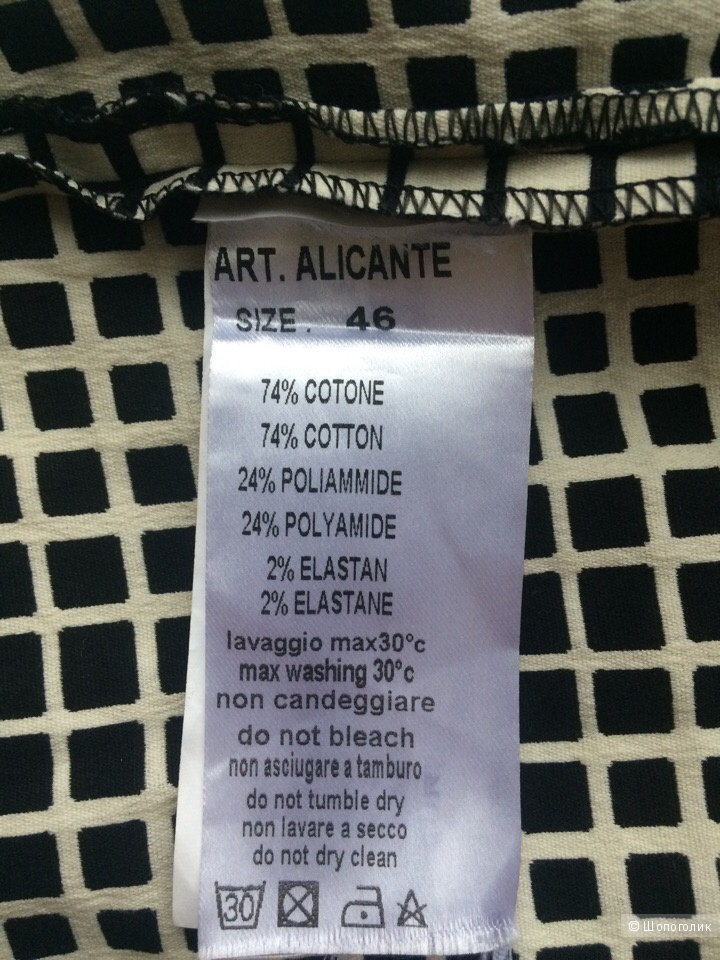 ART. ALICANTE
SIZE. 46
74% COTONE
74% COTTON
24% POLIAMMIDE
24% POLYAMIDE
2% ELASTAN
2% ELASTANE
lavaggio max30°c
max washing 30°c
non candeggiare
do not bleach
non asciugare a tamburo
do not tumble dry
non lavare a secco
do not dry clean
30
© Шопоголик